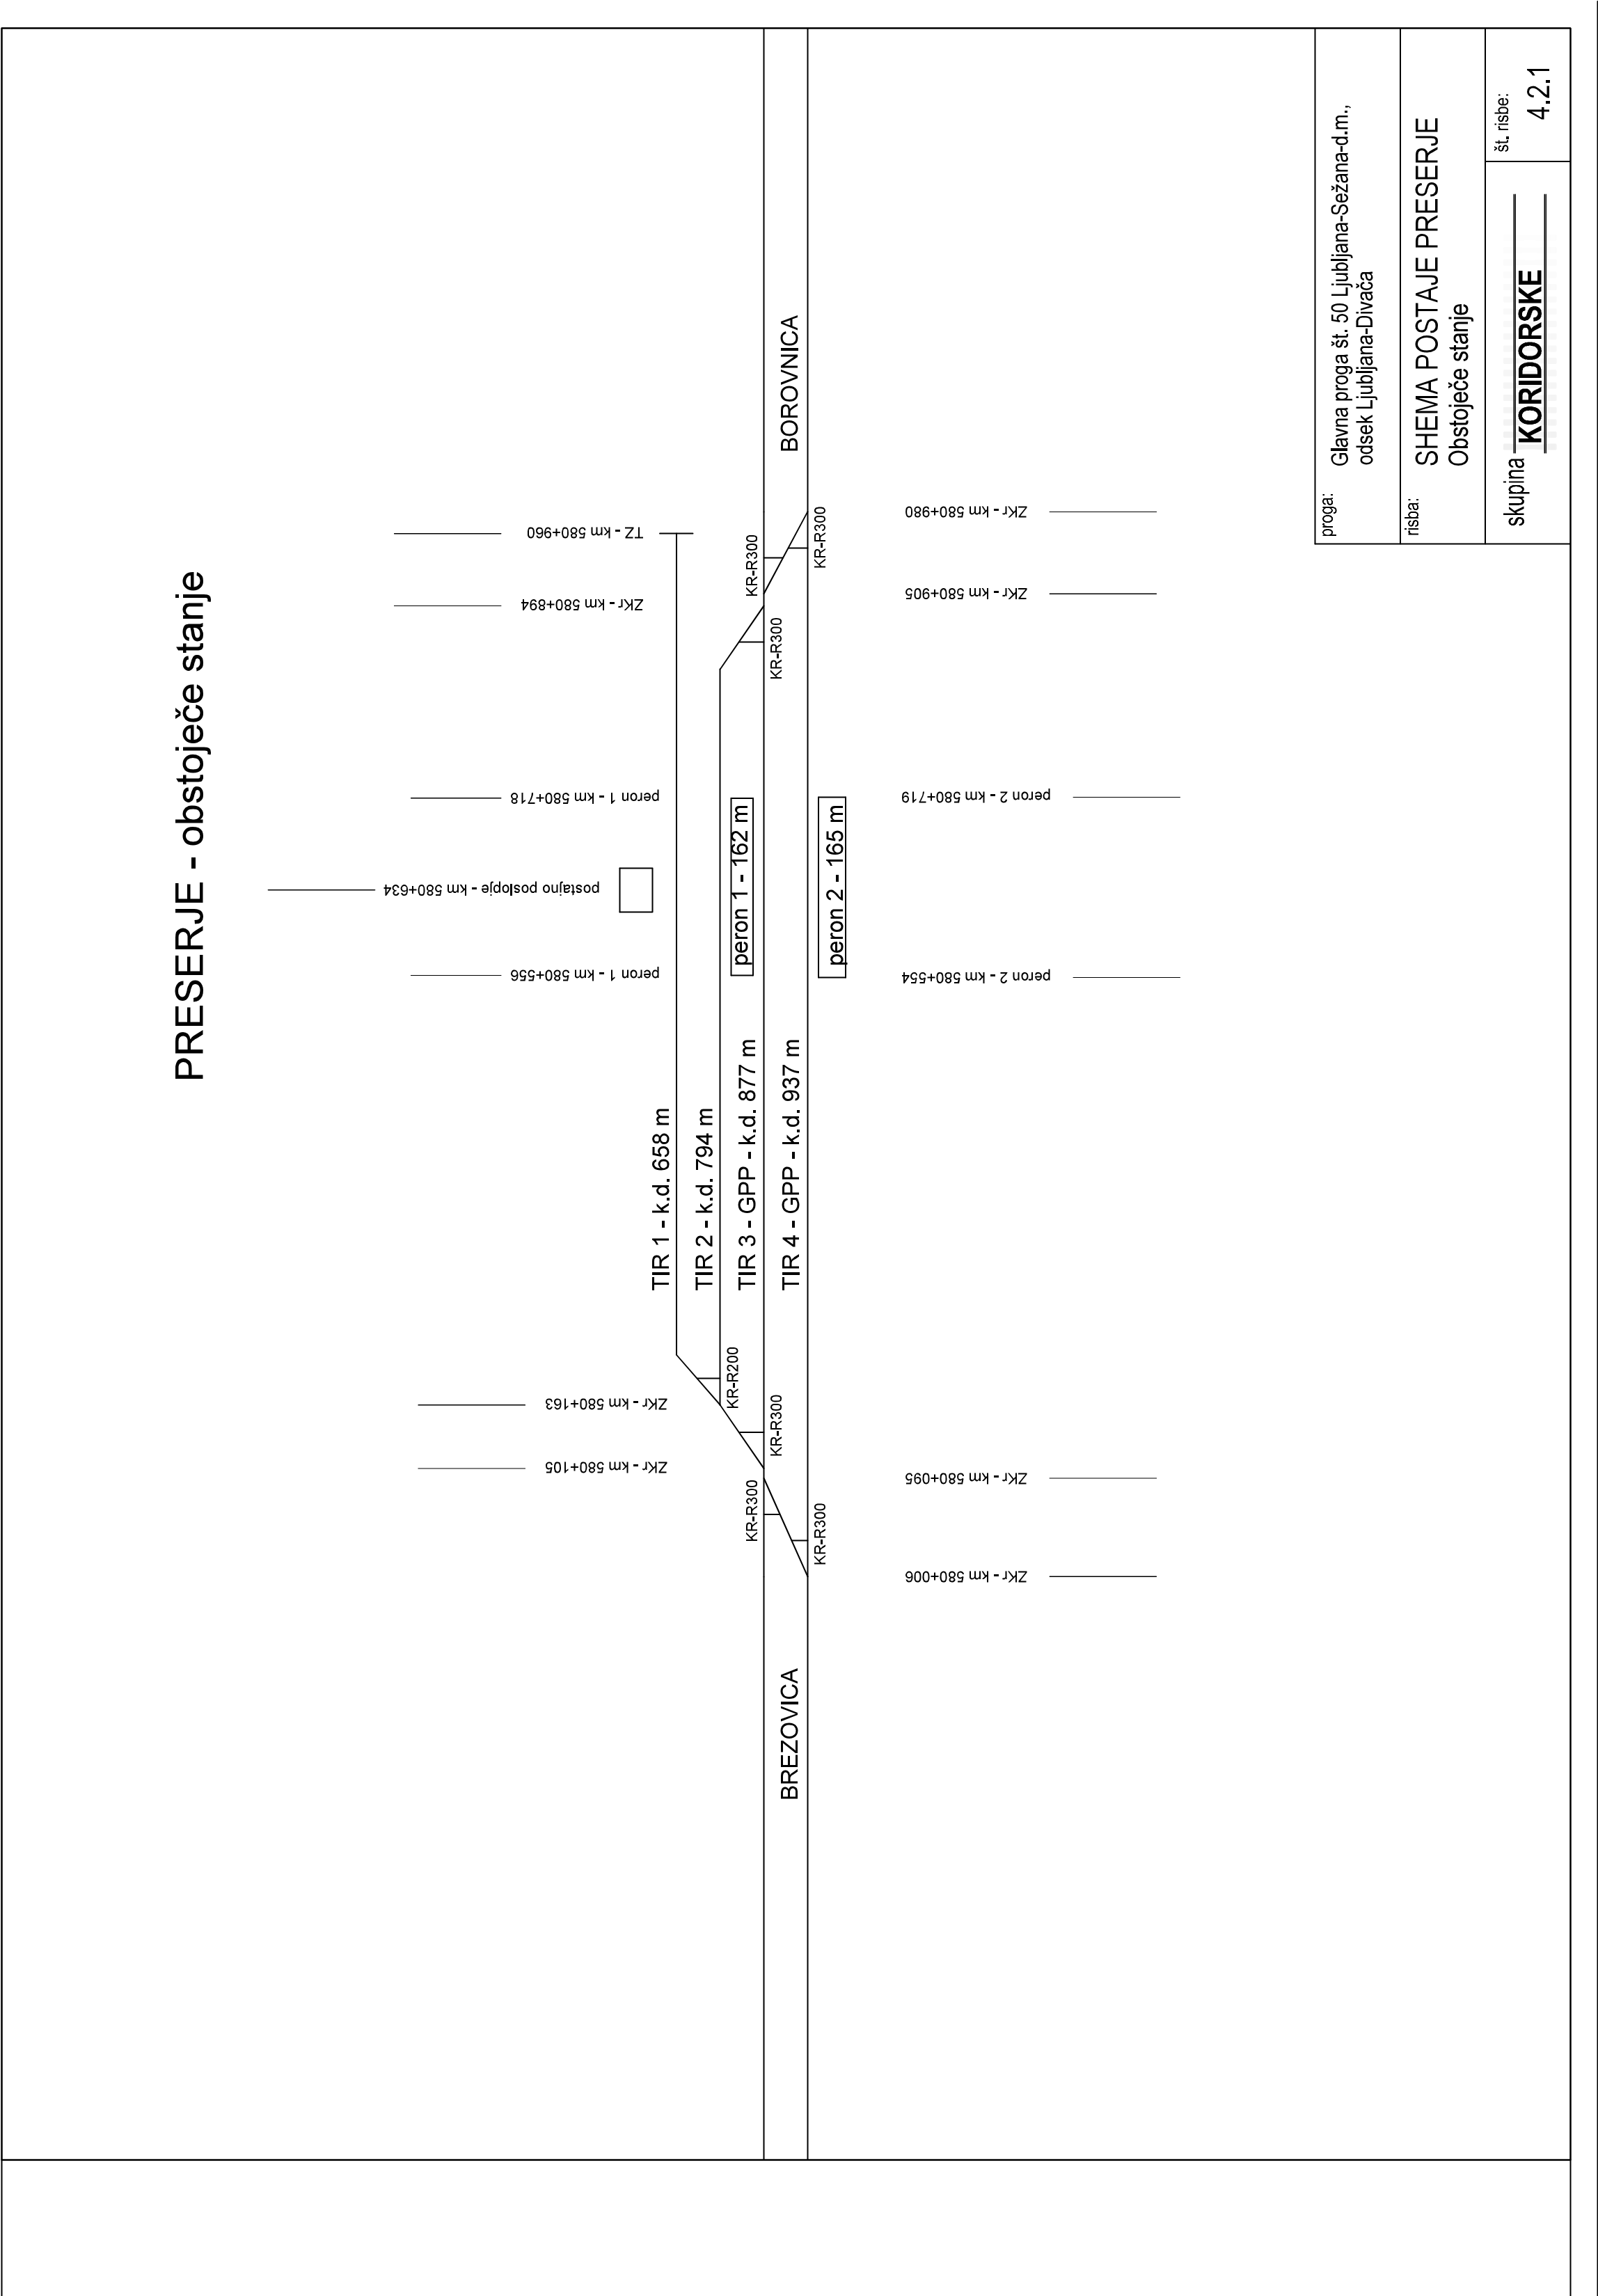 PRESERJE - obstoječe stanje
postajno poslopje - km 580+634
ZKr - km 580+105
ZKr - km 580+163
peron 1 - km 580+556
peron 1 - km 580+718
ZKr - km 580+894
TZ - km 580+960
TIR 1 - k.d. 658 m
TIR 2 - k.d. 794 m
TIR 3 - GPP - k.d. 877 m
TIR 4 - GPP - k.d. 937 m
KR-R200
KR-R300
KR-R300
KR-R300
KR-R300
KR-R300
KR-R300
peron 1 - 162 m
peron 2 - 165 m
BREZOVICA
BOROVNICA
ZKr - km 580+006
ZKr - km 580+095
peron 2 - km 580+554
peron 2 - km 580+719
ZKr - km 580+905
ZKr - km 580+980
proga:
Glavna proga št. 50 Ljubljana-Sežana-d.m.,
odsek Ljubljana-Divača
risba:
SHEMA POSTAJE PRESERJE
Obstoječe stanje
skupina KORIDORSKE
št. risbe:
4.2.1